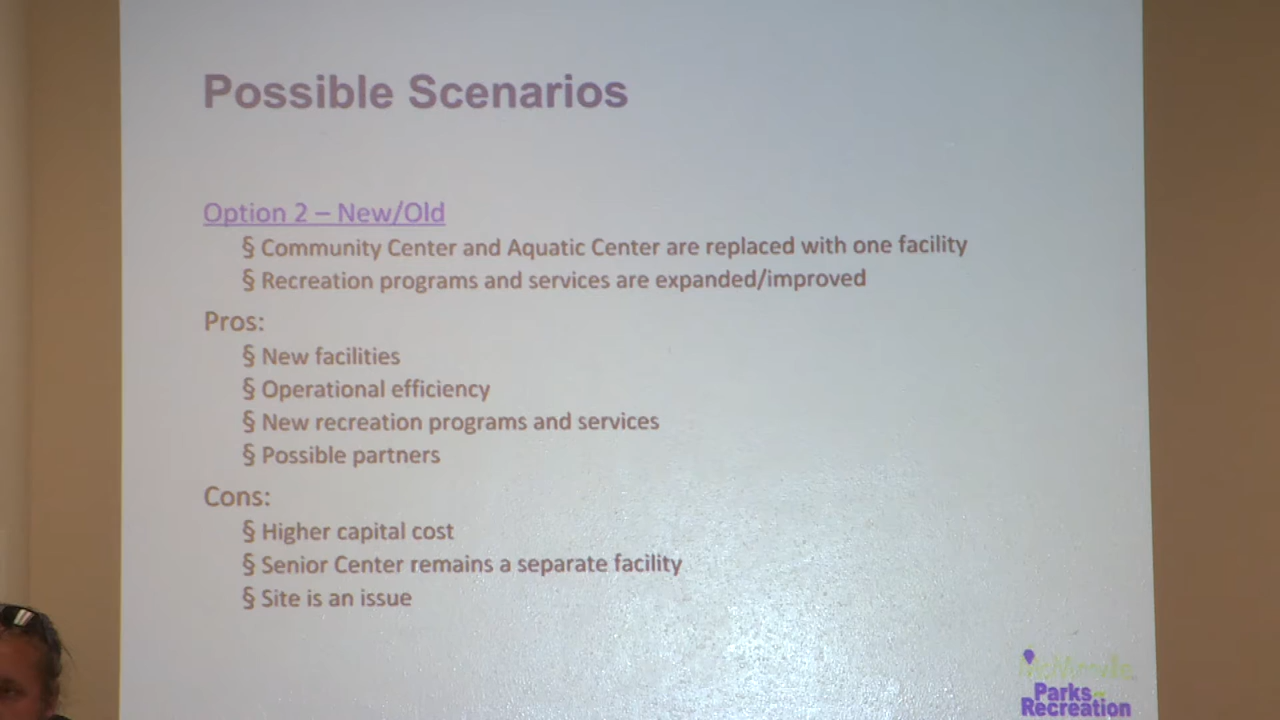 Possible Scenarios
Option 2 – New/Old
§ Community Center and Aquatic Center are replaced with one facility
§ Recreation programs and services are expanded/improved
Pros:
§ New facilities
§ Operational efficiency
§ New recreation programs and services
§ Possible partners
Cons:
§ Higher capital cost
§ Senior Center remains a separate facility
§ Site is an issue
Parks
Recreation